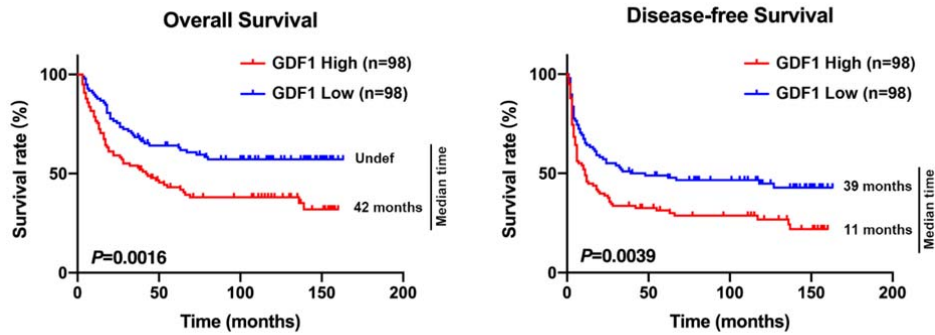 Overall Survival
GDF1 High (n=98)
GDF1 Low (n=98)
Survival rate (%)
100
50
0
Undef
42 months
Median time
P=0.0016
0
50
100
150
200
Time (months)
Disease-free Survival
GDF1 High (n=98)
GDF1 Low (n=98)
Survival rate (%)
100
50
0
39 months
11 months
Median time
P=0.0039
0
50
100
150
200
Time (months)